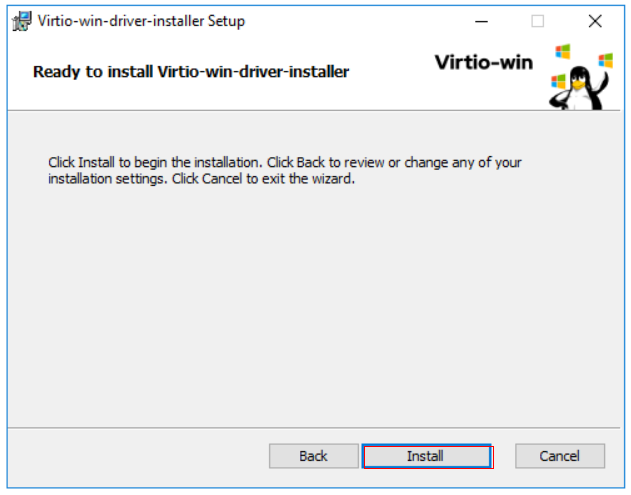 Virtio-win-driver-installer Setup
Ready to install Virtio-win-driver-installer
Virtio-win
Click Install to begin the installation. Click Back to review or change any of your
installation settings. Click Cancel to exit the wizard.
Back
Install
Cancel